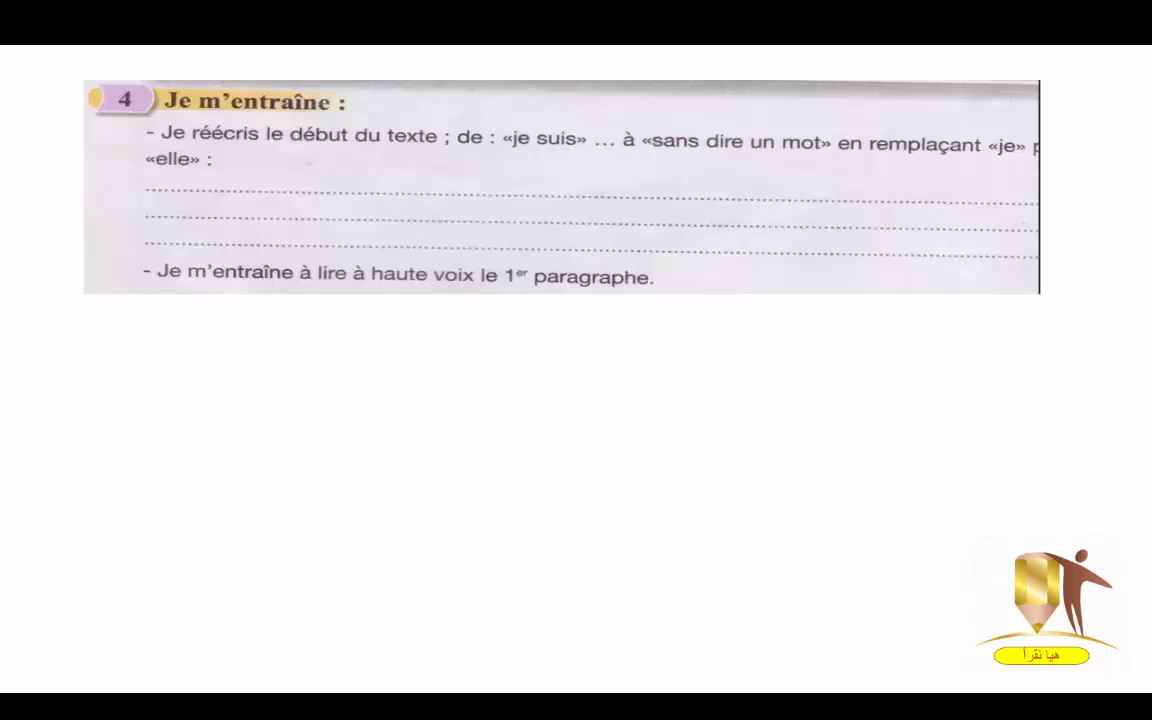 4 Je m'entraîne :
- Je réécris le début du texte ; de : «je suis» ... à «sans dire un mot» en remplaçant «je»
«elle» :
- Je m'entraîne à lire à haute voix le 1er paragraphe.
هيا نقرأ